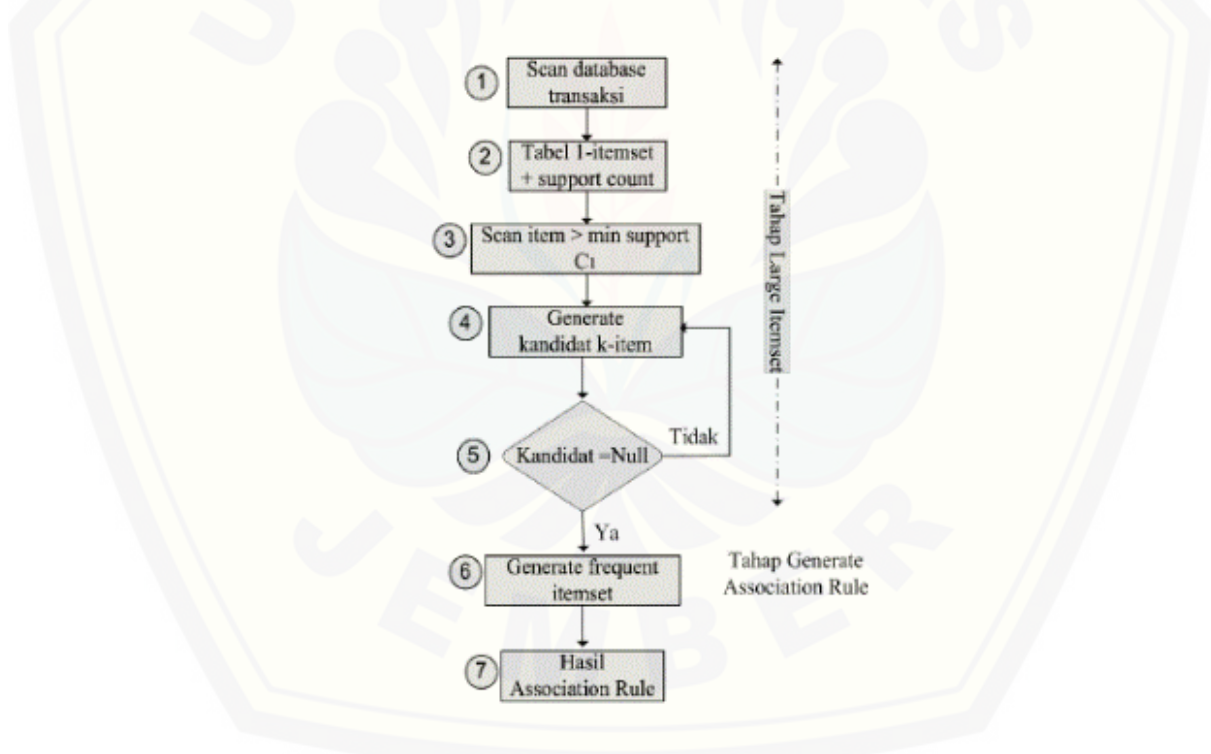 1
Scan database
transaksi
2
Tabel 1-itemset
+ support count
3
Scan item > min support
C1
4
Generate
kandidat k-item
5
Kandidat =Null
Tidak
Ya
6
Generate frequent
itemset
7
Hasil
Association Rule
Tahap Large Itemset
Tahap Generate
Association Rule
JEMBER